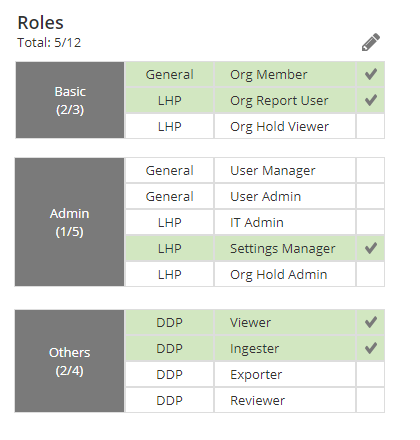 Roles
Total: 5/12
Basic
(2/3)
General Org Member
LHP Org Report User
LHP Org Hold Viewer
Admin
(1/5)
General User Manager
General User Admin
LHP IT Admin
LHP Settings Manager
LHP Org Hold Admin
Others
(2/4)
DDP Viewer
DDP Ingester
DDP Exporter
DDP Reviewer